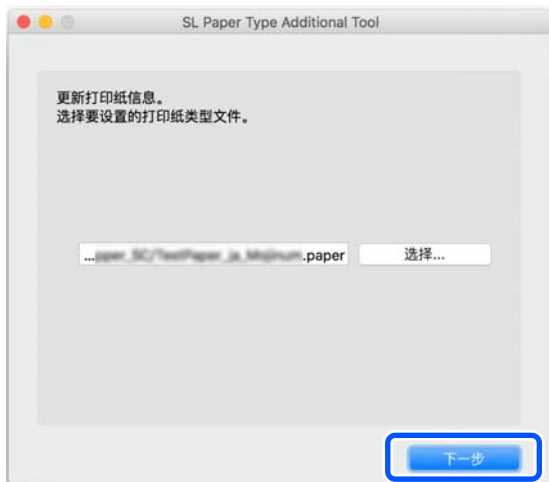 SL Paper Type Additional Tool
更新打印纸信息。
选择要设置的打印纸类型文件。
... .paper
选择...
下一步